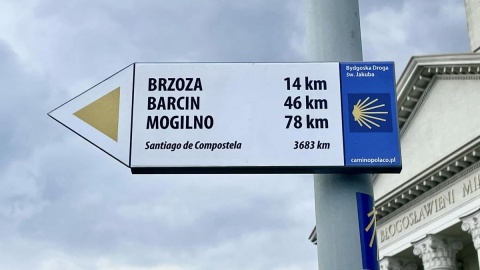 BRZOZA 14 km
BARCIN 46 km
MOGILNO 78 km
Santiago de Compostela 3683 km
Bydgoska Droga
św. Jakuba
caminopolaco.pl
BŁOGOSŁAWIENI